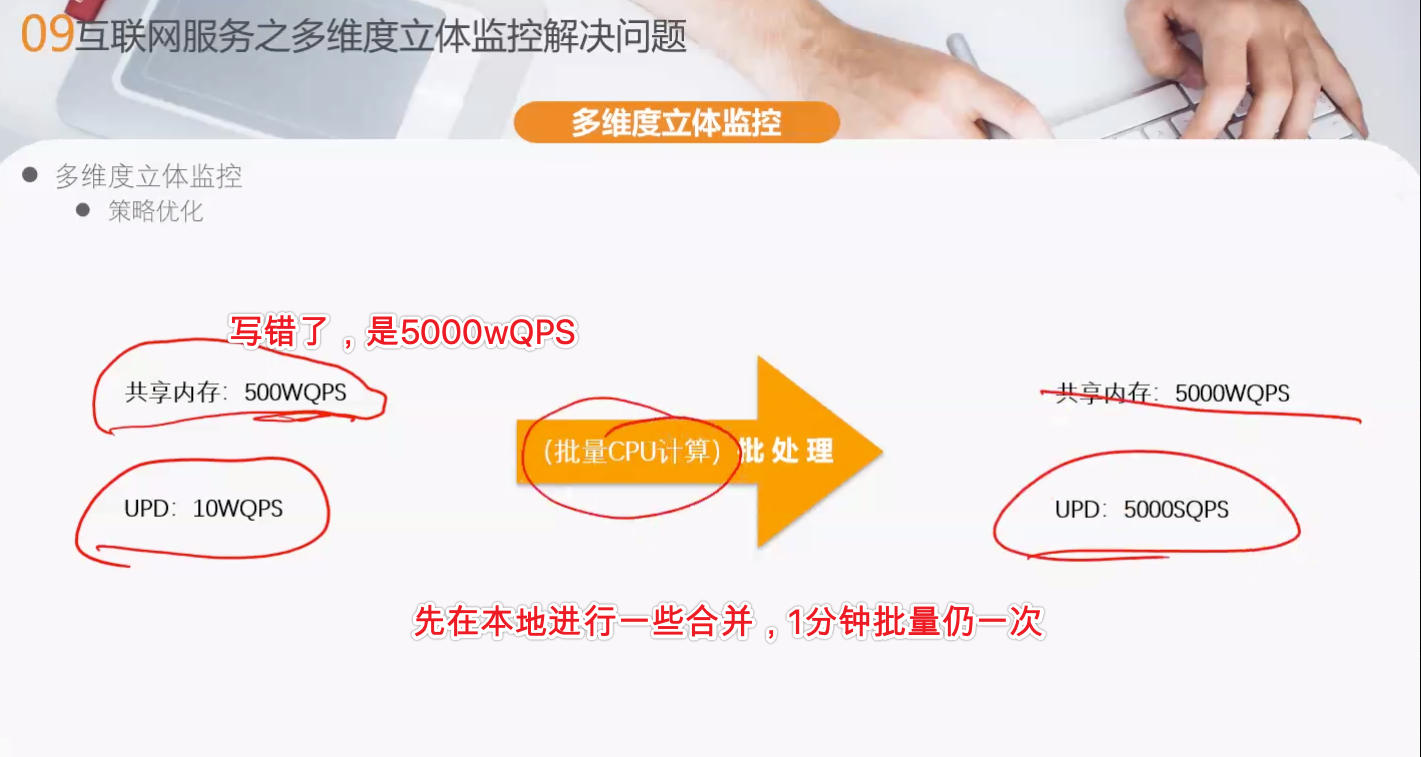 09互联网服务之多维度立体监控解决问题
多维度立体监控
多维度立体监控
策略优化
写错了，是5000wQPS
共享内存：500WQPS
共享内存：5000WQPS
(批量CPU计算) 批处理
UPD：10WQPS
UPD：5000SQPS
先在本地进行一些合并，1分钟批量仍一次